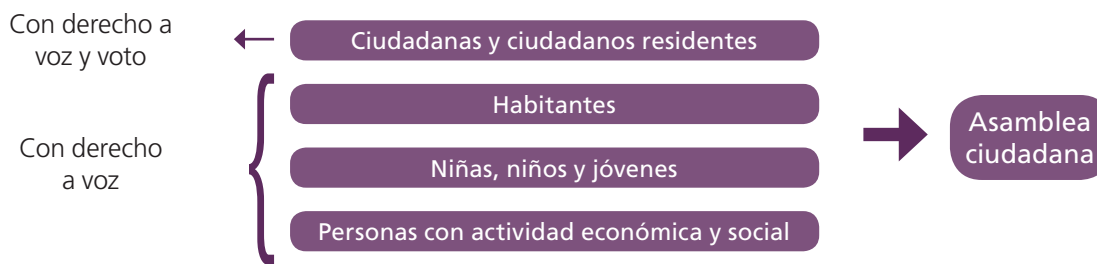 Con derecho a
voz y voto
Ciudadanas y ciudadanos residentes
Habitantes
Con derecho
a voz
Niñas, niños y jóvenes
Personas con actividad económica y social
Asamblea
ciudadana